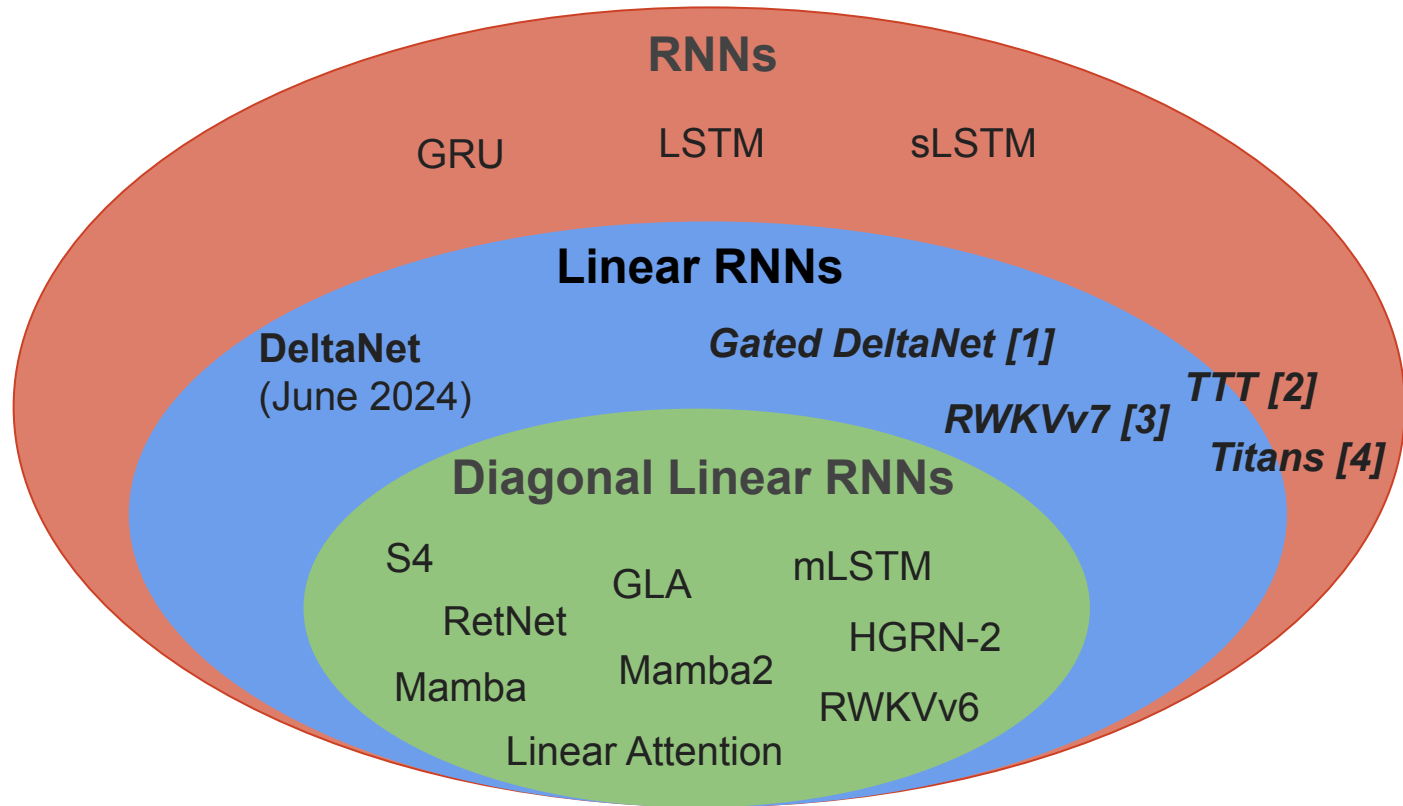 RNNs
GRU
LSTM
sLSTM
Linear RNNs
DeltaNet
(June 2024)
Gated DeltaNet [1]
TTT [2]
RWKVv7 [3]
Titans [4]
Diagonal Linear RNNs
S4
GLA
mLSTM
RetNet
HGRN-2
Mamba
Mamba2
RWKVv6
Linear Attention